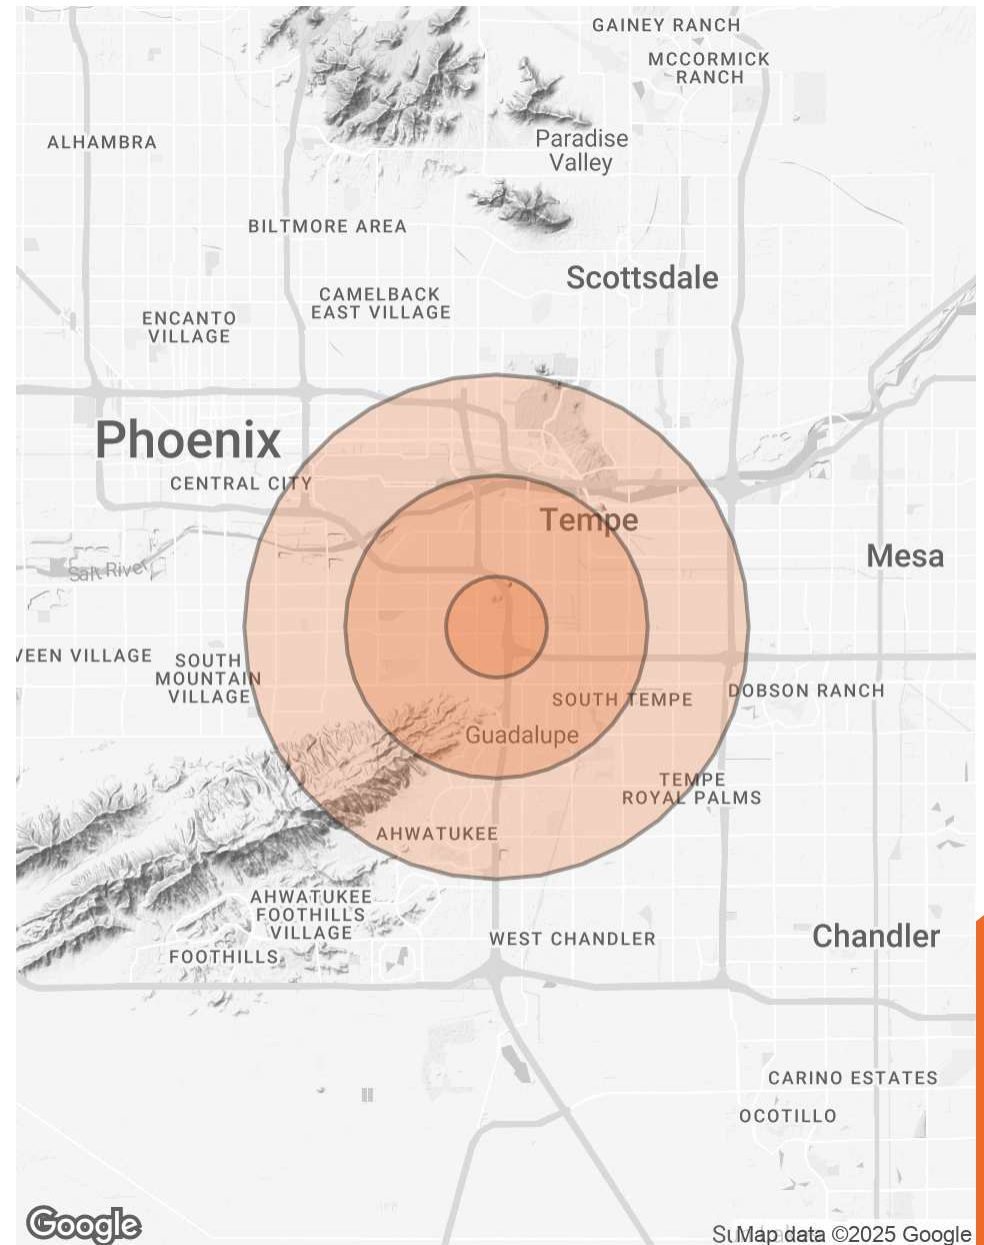 GAINEY RANCH
MCCORMICK
RANCH
ALHAMBRA
Paradise
Valley
BILTMORE AREA
Scottsdale
CAMELBACK
EAST VILLAGE
ENCANTO
VILLAGE
Phoenix
CENTRAL CITY
Tempe
Mesa
Salt River
VEEN VILLAGE
SOUTH
MOUNTAIN
VILLAGE
DOBSON RANCH
SOUTH TEMPE
Guadalupe
TEMPE
ROYAL PALMS
AHWATUKEE
AHWATUKEE
FOOTHILLS
VILLAGE
FOOTHILLS
WEST CHANDLER
Chandler
CARINO ESTATES
OCOTILLO
Google
Map data ©2025 Google